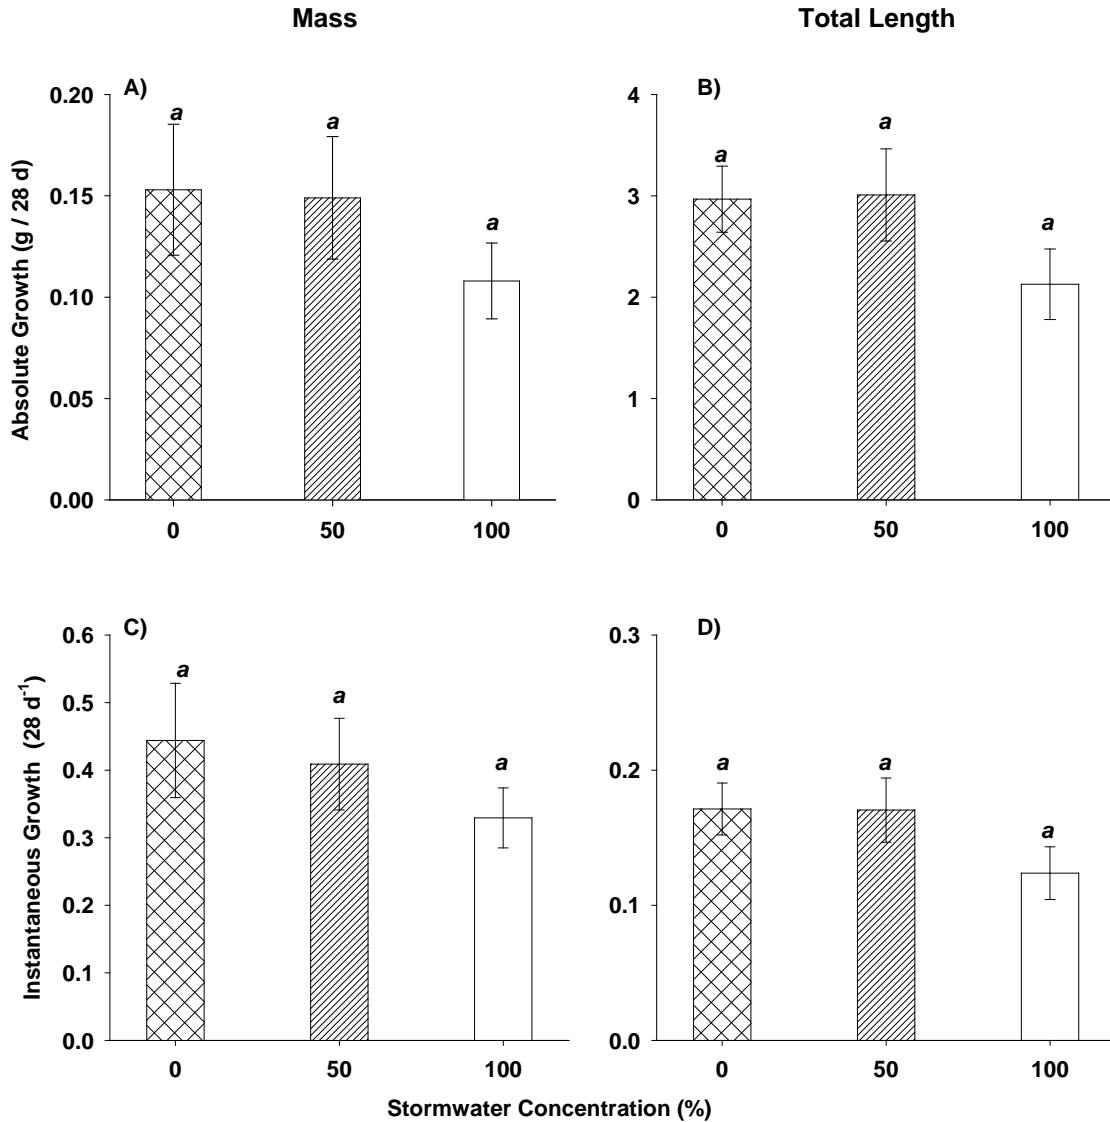 Mass
Total Length
A)
B)
Absolute Growth (g / 28 d)
0.20
0.15
0.10
0.05
0.00
a
a
a
0
50
100
4
3
2
1
0
a
a
a
0
50
100
C)
D)
Instantaneous Growth (28 d⁻¹)
0.6
0.5
0.4
0.3
0.2
0.1
0.0
a
a
a
0
50
100
0.3
0.2
0.1
0.0
a
a
a
0
50
100
Stormwater Concentration (%)